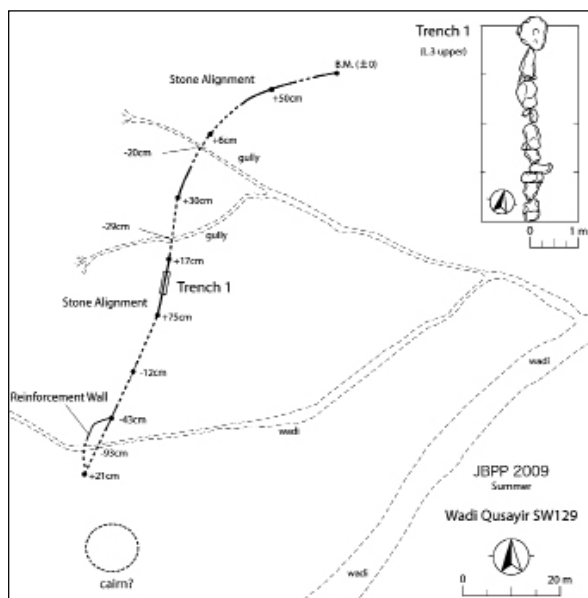 Trench 1
(L.3 upper)
B.M. (±0)
Stone Alignment
+50cm
+6cm
-20cm
gully
+30cm
-29cm
gully
+17cm
Trench 1
Stone Alignment
+75cm
-12cm
Reinforcement Wall
-43cm
-93cm
+21cm
wadi
wadi
wadi
cairn?
0 1 m
JBPP 2009
Summer
Wadi Qusayir SW129
0 20 m